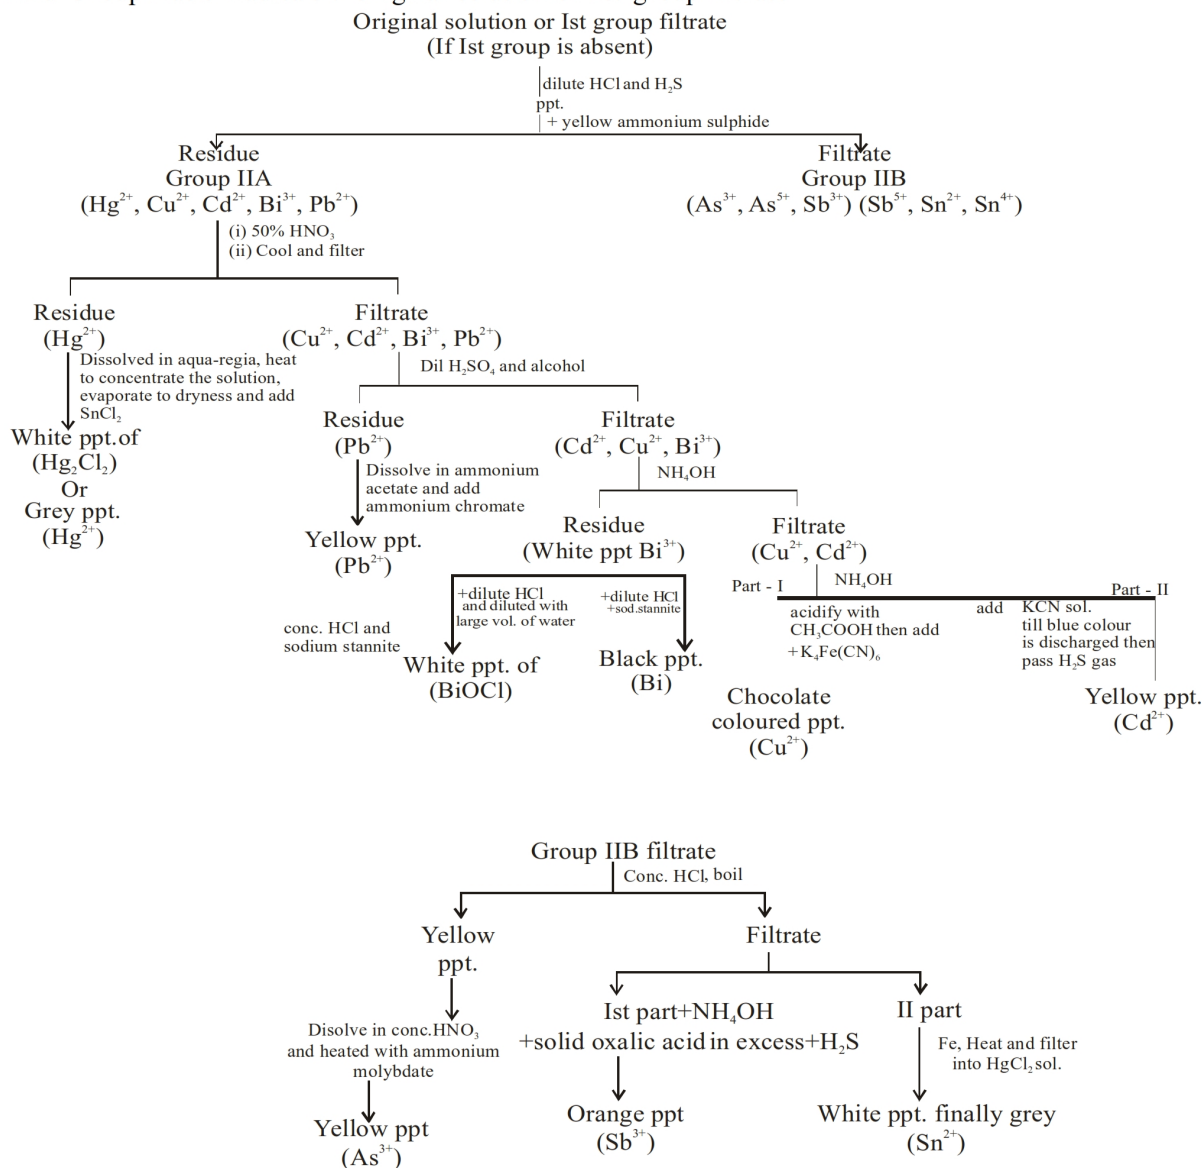 Original solution or Ist group filtrate
(If Ist group is absent)
dilute HCl and H₂S
ppt.
+ yellow ammonium sulphide
Residue
Group IIA
(Hg²⁺, Cu²⁺, Cd²⁺, Bi³⁺, Pb²⁺)
Filtrate
Group IIB
(As³⁺, As⁵⁺, Sb³⁺) (Sb⁵⁺, Sn²⁺, Sn⁴⁺)
(i) 50% HNO₃
(ii) Cool and filter
Residue
(Hg²⁺)
Filtrate
(Cu²⁺, Cd²⁺, Bi³⁺, Pb²⁺)
Dissolved in aqua-regia, heat
to concentrate the solution,
evaporate to dryness and add
SnCl₂
White ppt.of
(Hg₂Cl₂)
Or
Grey ppt.
(Hg²⁺)
Dil H₂SO₄ and alcohol
Residue
(Pb²⁺)
Filtrate
(Cd²⁺, Cu²⁺, Bi³⁺)
Dissolve in ammonium
acetate and add
ammonium chromate
Yellow ppt.
(Pb²⁺)
NH₄OH
Residue
(White ppt Bi³⁺)
Filtrate
(Cu²⁺, Cd²⁺)
+dilute HCl
and diluted with
large vol. of water
+dilute HCl
+sod.stannite
conc. HCl and
sodium stannite
White ppt. of
(BiOCl)
Black ppt.
(Bi)
NH₄OH
Part - I
Part - II
acidify with
CH₃COOH then add
+K₄Fe(CN)₆
add KCN sol.
till blue colour
is discharged then
pass H₂S gas
Chocolate
coloured ppt.
(Cu²⁺)
Yellow ppt.
(Cd²⁺)
Group IIB filtrate
Conc. HCl, boil
Yellow
ppt.
Filtrate
Disolve in conc.HNO₃
and heated with ammonium
molybdate
Yellow ppt
(As³⁺)
Ist part+NH₄OH
+solid oxalic acid in excess+H₂S
Orange ppt
(Sb³⁺)
II part
Fe, Heat and filter
into HgCl₂ sol.
White ppt. finally grey
(Sn²⁺)